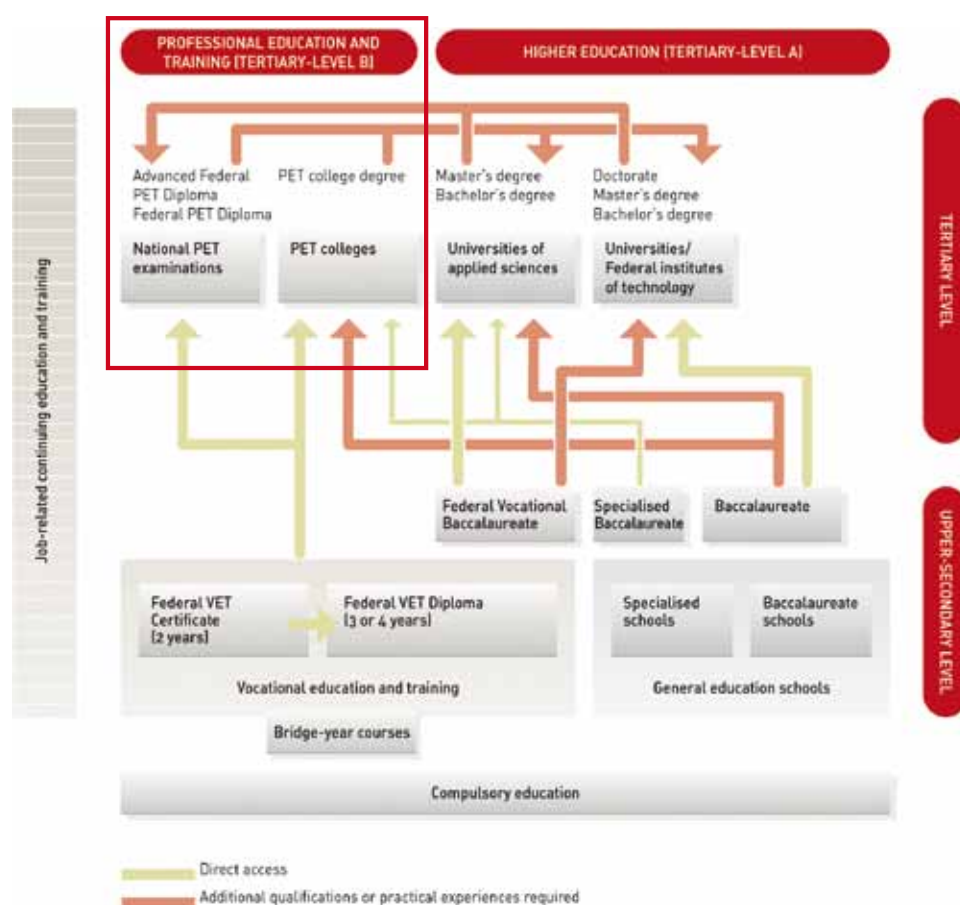 PROFESSIONAL EDUCATION AND
TRAINING (TERTIARY-LEVEL B)
HIGHER EDUCATION (TERTIARY-LEVEL A)
Advanced Federal
PET Diploma
Federal PET Diploma
PET college degree
Master's degree
Bachelor's degree
Doctorate
Master's degree
Bachelor's degree
National PET
examinations
PET colleges
Universities of
applied sciences
Universities/
Federal institutes
of technology
TERTIARY LEVEL
Job-related continuing education and training
Federal Vocational
Baccalaureate
Specialised
Baccalaureate
Baccalaureate
UPPER-SECONDARY LEVEL
Federal VET
Certificate
(2 years)
Federal VET Diploma
(3 or 4 years)
Specialised
schools
Baccalaureate
schools
Vocational education and training
General education schools
Bridge-year courses
Compulsory education
Direct access
Additional qualifications or practical experiences required